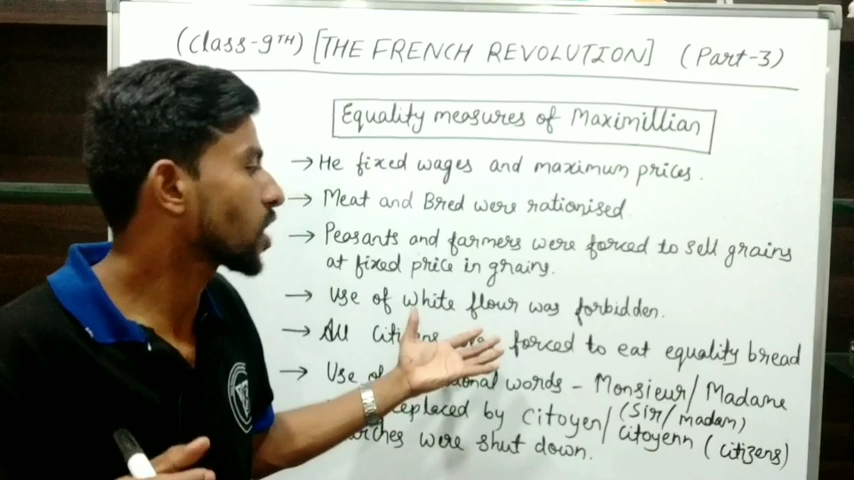 (Class-9TH) [THE FRENCH REVOLUTION] (Part-3)
Equality measures of Maximillian
→ He fixed wages and maximum prices.
→ Meat and Bred were rationised.
→ Peasants and farmers were forced to sell grains
at fixed price in grainy.
→ Use of white flour was forbidden.
→ All forced to eat equality bread
→ Use of words - Monsieur/Madame
(Sir/madam)
by Citoyen/
Citoyenn (citizens)
were shut down.